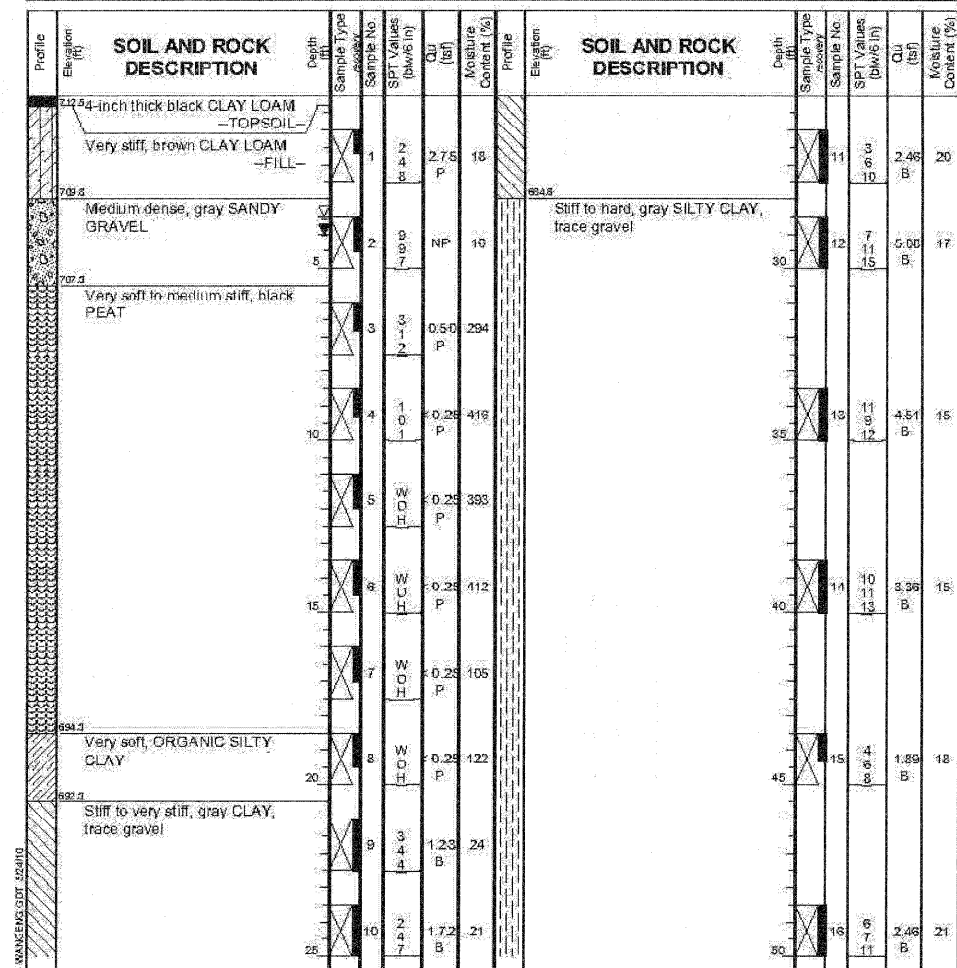 Profile
Elevation (ft)
SOIL AND ROCK DESCRIPTION
Depth (ft)
Sample Type
recovery
Sample No.
SPT Values (blw/6 in)
Qu (tsf)
Moisture Content (%)
Profile
Elevation (ft)
SOIL AND ROCK DESCRIPTION
Depth (ft)
Sample Type
recovery
Sample No.
SPT Values (blw/6 in)
Qu (tsf)
Moisture Content (%)
712.5 4-inch thick black CLAY LOAM
--TOPSOIL--
Very stiff, brown CLAY LOAM
--FILL--
1 2 4 8 2.75 P 18
709.8
Medium dense, gray SANDY GRAVEL
5 2 9 9 7 NP 10
707.3
Very soft to medium stiff, black PEAT
3 3 1 2 0.50 P 294
10 4 1 0 1 < 0.25 P 416
5 W O H < 0.25 P 393
15 6 W O H < 0.25 P 412
7 W O H < 0.25 P 105
694.3
Very soft, ORGANIC SILTY CLAY
20 8 W O H < 0.25 P 122
692.3
Stiff to very stiff, gray CLAY, trace gravel
9 3 4 4 1.23 B 24
25 10 2 4 7 1.72 B 21
11 3 6 10 2.46 B 20
Stiff to hard, gray SILTY CLAY, trace gravel
30 12 7 11 15 17
35 13 11 9 12 4.51 B 15
40 14 10 11 13 B 15
45 15 4 6 8 1.89 B 18
50 16 6 7 11 2.46 B 21
WANGENG.GDT 5/24/10